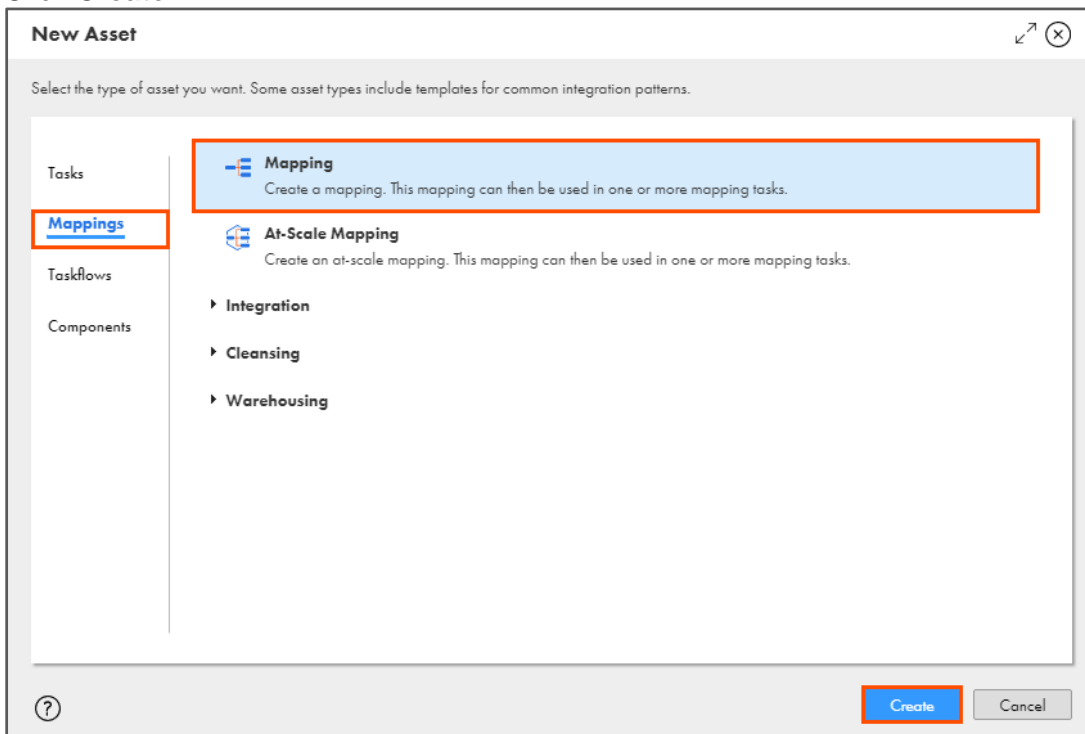 New Asset
Select the type of asset you want. Some asset types include templates for common integration patterns.
Tasks
Mappings
Taskflows
Components
Mapping
Create a mapping. This mapping can then be used in one or more mapping tasks.
At-Scale Mapping
Create an at-scale mapping. This mapping can then be used in one or more mapping tasks.
Integration
Cleansing
Warehousing
?
Create
Cancel